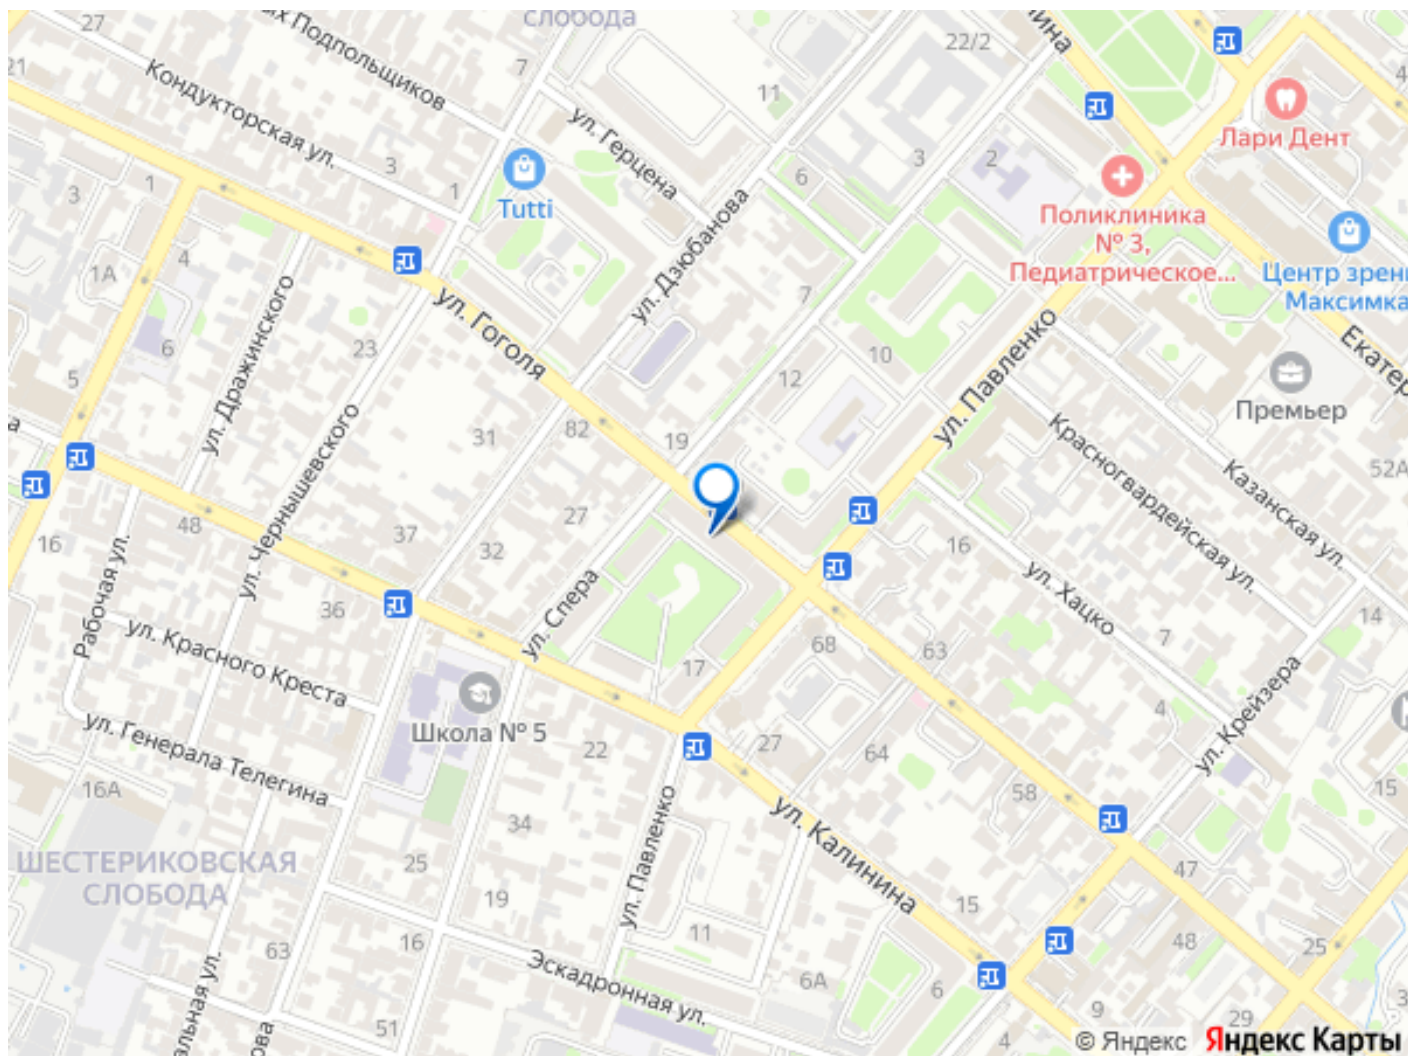 слобода
27
ых Подпольщиков
Кондукторская ул.
21
7
22/2
11
ул. Герцена
Лари Дент
3
1
3
1
Tutti
6
3
2
Поликлиника
№ 3,
Педиатрическое...
4
1А
ул. Дзюбанова
Центр зрени
Максимка
ул. Гоголя
7
6
23
ул. Дражинского
10
12
ул. Павленко
Екатер
5
Премьер
31
82
19
ул. Чернышевского
Красногвардейская ул.
Казанская ул.
52А
а
48
37
27
32
16
16
ул. Хацко
Рабочая ул.
36
ул. Спера
ул. Красного Креста
68
63
7
14
17
ул. Крейзера
4
Школа № 5
22
27
64
ул. Генерала Телегина
16А
58
15
34
ул. Павленко
ул. Калинина
ШЕСТЕРИКОВСКАЯ
СЛОБОДА
25
19
47
15
63
16
11
48
25
Эскадронная ул.
6А
6
альная ул.
ова
51
4
9
29
3
© Яндекс
Яндекс Карты